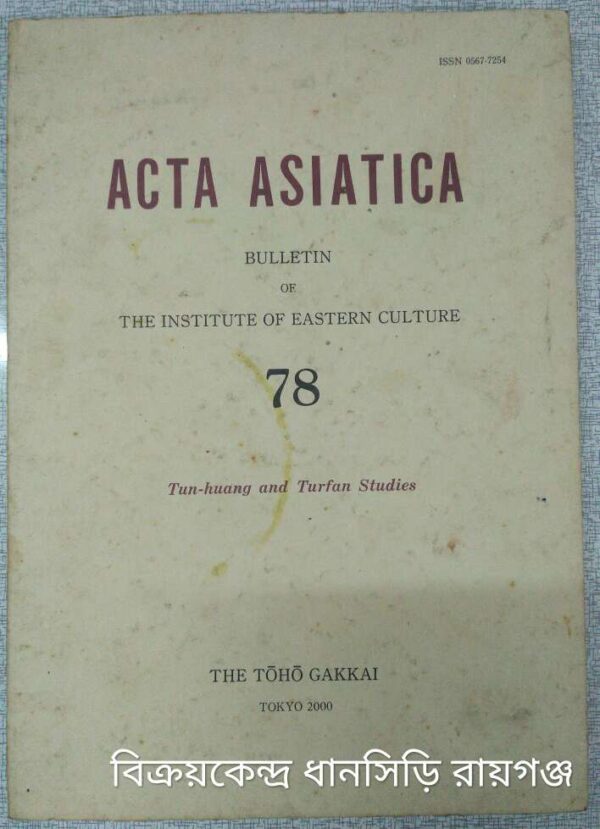 ISSN 0567-7254
ACTA ASIATICA
BULLETIN
OF
THE INSTITUTE OF EASTERN CULTURE
78
Tun-huang and Turfan Studies
THE TŌHŌ GAKKAI
TOKYO 2000
বিক্রয়কেন্দ্র ধানসিড়ি রায়গঞ্জ